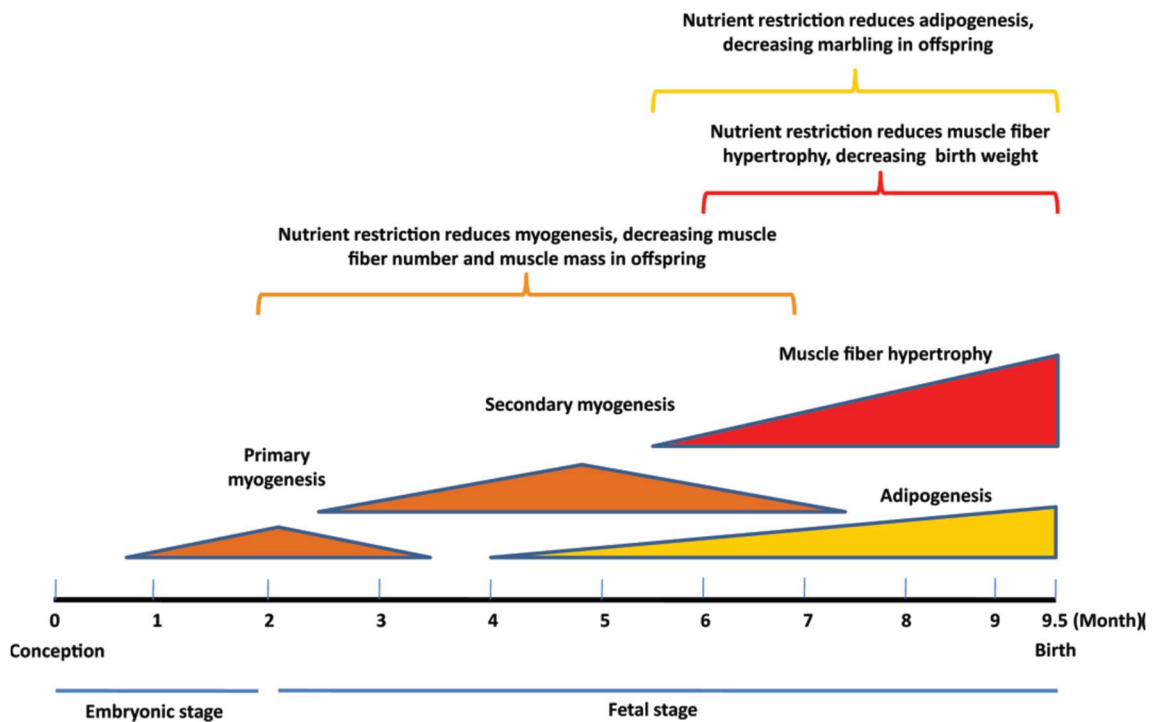 Nutrient restriction reduces adipogenesis,
decreasing marbling in offspring
Nutrient restriction reduces muscle fiber
hypertrophy, decreasing birth weight
Nutrient restriction reduces myogenesis, decreasing muscle
fiber number and muscle mass in offspring
Muscle fiber hypertrophy
Secondary myogenesis
Primary
myogenesis
Adipogenesis
0 1 2 3 4 5 6 7 8 9 9.5 (Month)(
Conception Birth
Embryonic stage Fetal stage